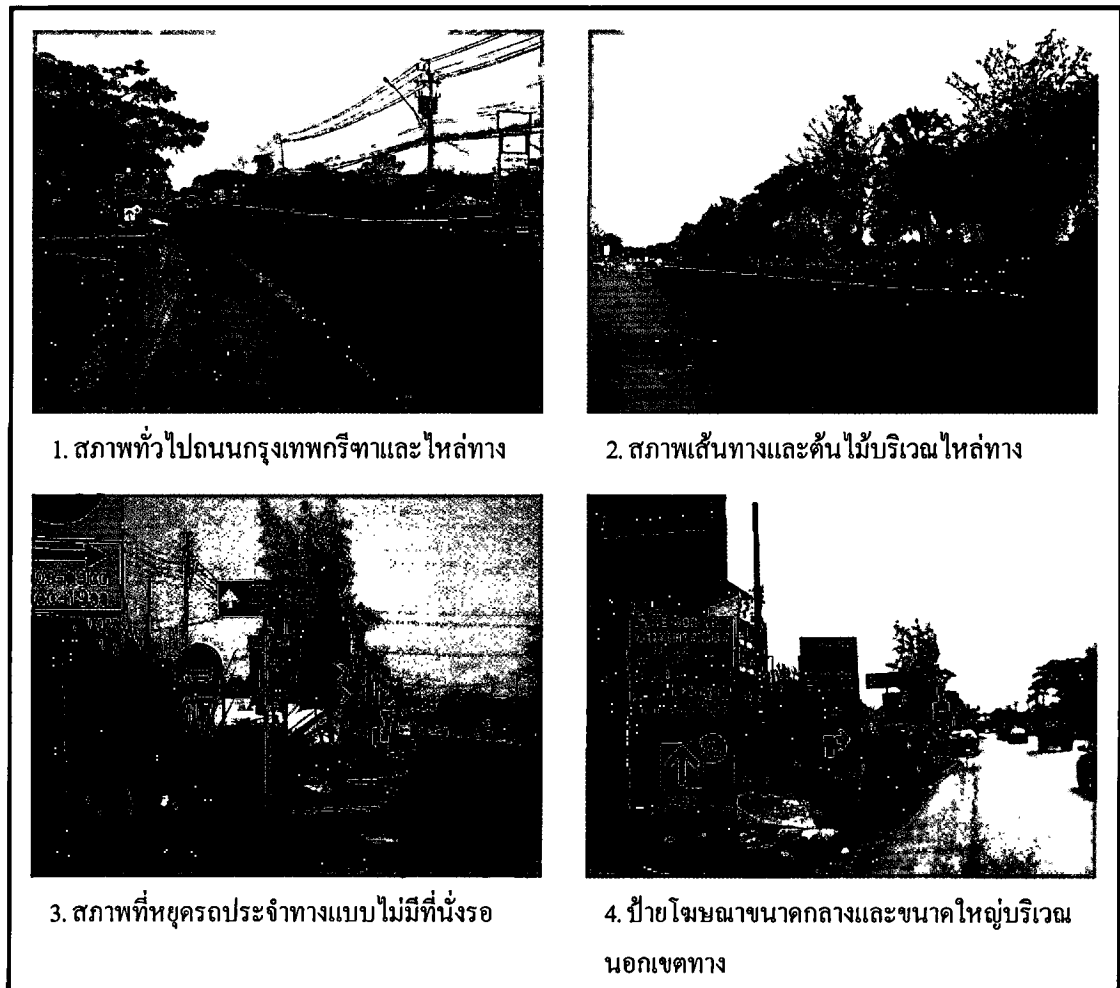 1. สภาพทั่วไปถนนกรุงเทพกรีฑาและไหล่ทาง
2. สภาพเส้นทางและต้นไม้บริเวณไหล่ทาง
3. สภาพที่หยุดรถประจำทางแบบไม่มีที่นั่งรอ
4. ป้ายโฆษณาขนาดกลางและขนาดใหญ่บริเวณ
นอกเขตทาง